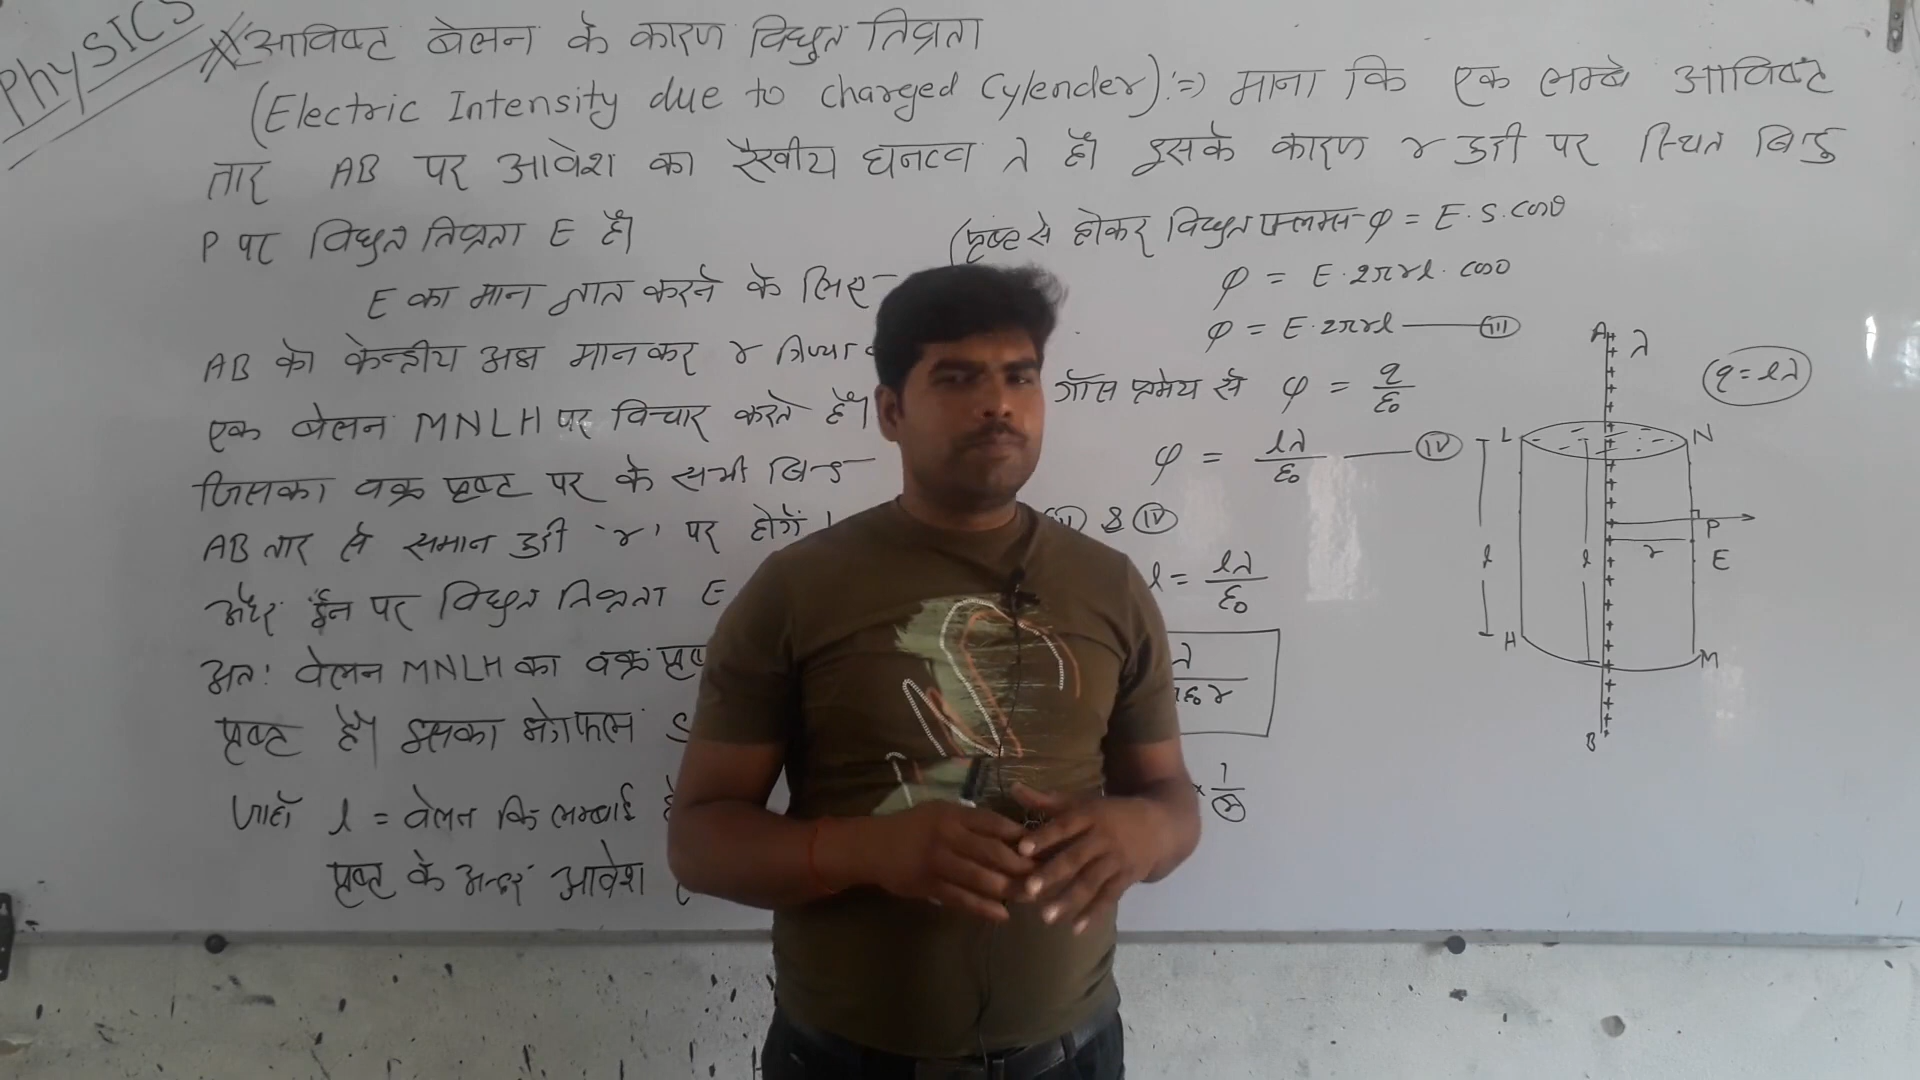 Physics
आविष्ट बेलन के कारण विधुत तिव्रता
(Electric Intensity due to charged Cylender) :⇒ माना कि एक लम्बे आविष्ट
तार AB पर आवेश का रैखीय घनत्व λ है। इसके कारण r दुरी पर स्थित बिन्दु
P पर विधुत तिव्रता E है।
E का मान ज्ञात करने के लिए
AB को केन्द्रीय अक्ष मानकर r त्रिज्या
एक बेलन MNLH पर विचार करते है।
जिसका वक्र पृष्ट पर के सभी बिन्दु
AB तार से समान दुरी 'r' पर होगें।
और ईन पर विधुत तिव्रता E
अतः बेलन MNLH का वक्र पृष्ट
पृष्ट है। इसका क्षेत्रफल S
जहाँ l = बेलन कि लम्बाई है
पृष्ट के अन्दर आवेश
(पृष्ट से होकर विधुत फ्लक्स φ = E.S.cosθ
φ = E.2πrl.cos0
φ = E.2πrl — III
गॉस प्रमेय से φ = q/ε₀
φ = lλ/ε₀ — IV
& IV
l = lλ/ε₀
λ
ε₀r
× 1/r
A λ
q = lλ
L N
l l r P E
H M
B